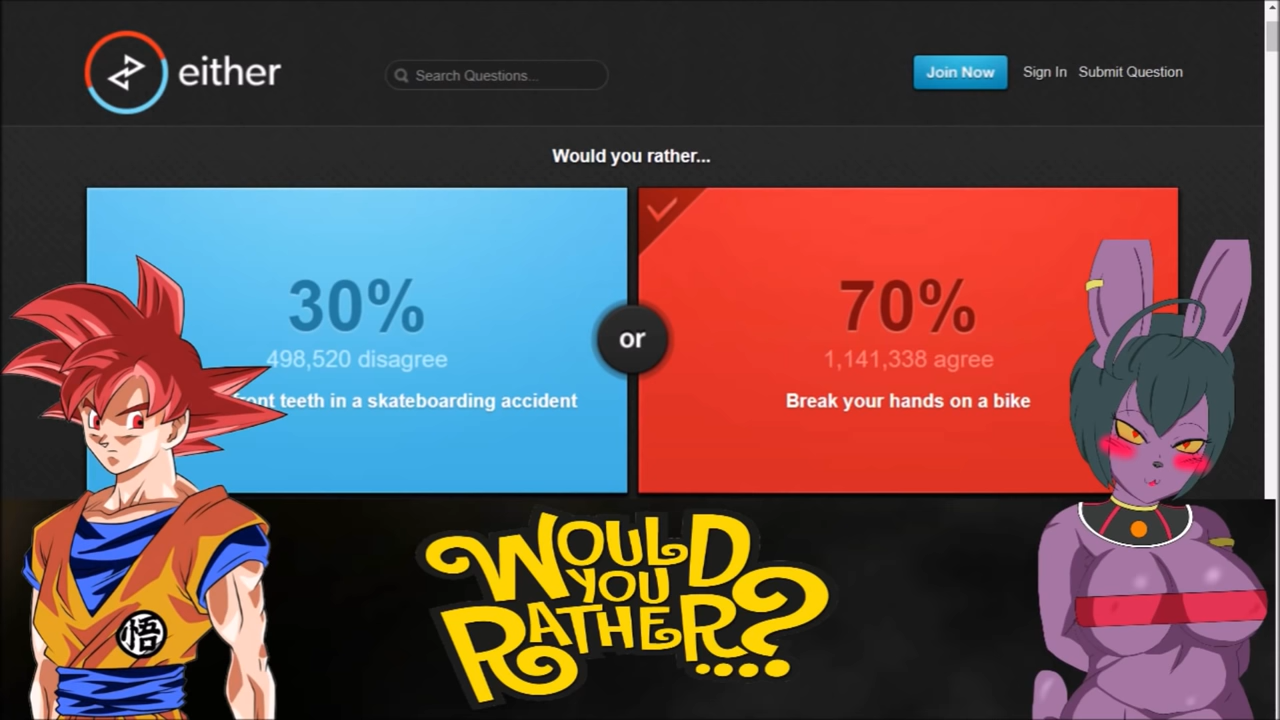 either
Search Questions...
Join Now
Sign In
Submit Question
Would you rather...
30%
498,520 disagree
teeth in a skateboarding accident
or
70%
1,141,338 agree
Break your hands on a bike
WOULD
YOU
RATHER...?
悟